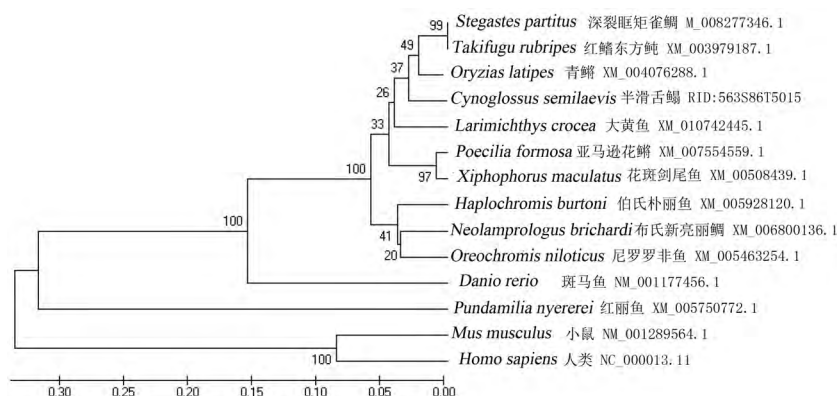 99
Stegastes partitus 深裂眶矩雀鲷 M_008277346.1
Takifugu rubripes 红鳍东方鲀 XM_003979187.1
49
Oryzias latipes 青鳉 XM_004076288.1
37
Cynoglossus semilaevis 半滑舌鳎 RID:563S86T5015
26
Larimichthys crocea 大黄鱼 XM_010742445.1
33
Poecilia formosa 亚马逊花鳉 XM_007554559.1
Xiphophorus maculatus 花斑剑尾鱼 XM_00508439.1
97
100
Haplochromis burtoni 伯氏朴丽鱼 XM_005928120.1
Neolamprologus brichardi 布氏新亮丽鲷 XM_006800136.1
41
Oreochromis niloticus 尼罗罗非鱼 XM_005463254.1
20
100
Danio rerio 斑马鱼 NM_001177456.1
Pundamilia nyererei 红丽鱼 XM_005750772.1
Mus musculus 小鼠 NM_001289564.1
Homo sapiens 人类 NC_000013.11
100
0.30 0.25 0.20 0.15 0.10 0.05 0.00